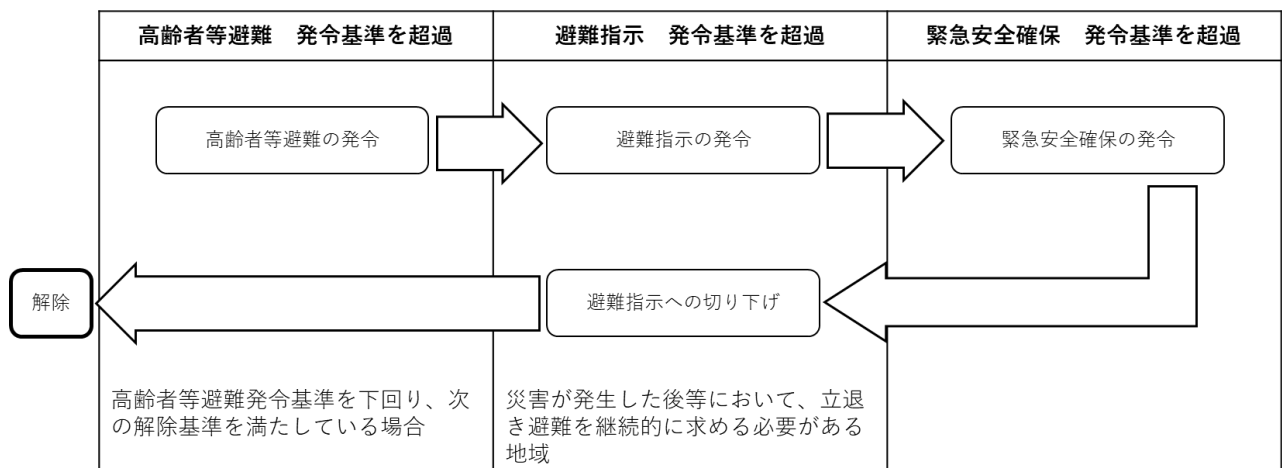 高齢者等避難　発令基準を超過
避難指示　発令基準を超過
緊急安全確保　発令基準を超過
高齢者等避難の発令
避難指示の発令
緊急安全確保の発令
解除
避難指示への切り下げ
高齢者等避難発令基準を下回り、次
の解除基準を満たしている場合
災害が発生した後等において、立退
き避難を継続的に求める必要がある
地域